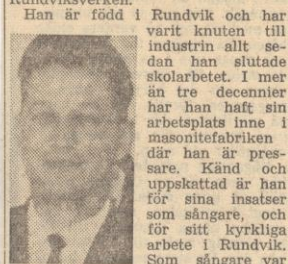 Rundviksverken.
Han är född i Rundvik och har
varit knuten till
industrin allt se-
dan han slutade
skolarbetet. I mer
än tre decennier
har han haft sin
arbetsplats inne i
masonitefabriken
där han är pres-
sare. Känd och
uppskattad är han
för sina insatser
som sångare, och
för sitt kyrkliga
arbete i Rundvik.
Som sångare var